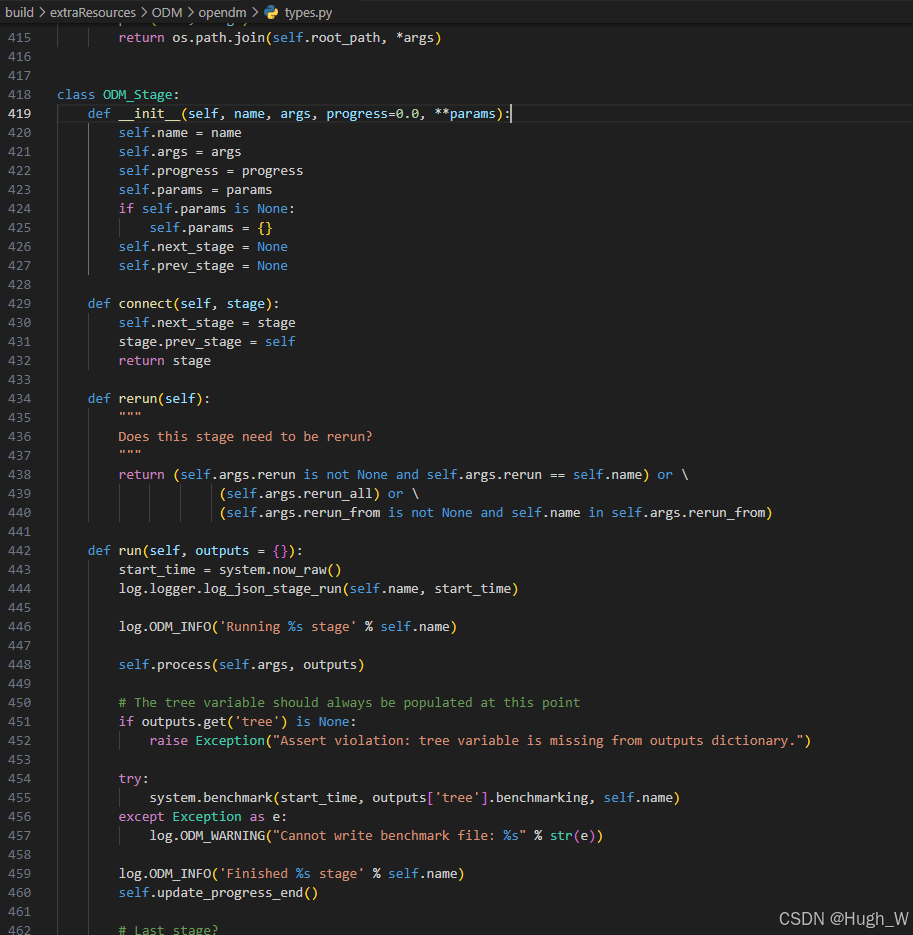 build > extraResources > ODM > opendm > types.py
415 return os.path.join(self.root_path, *args)
416
417
418 class ODM_Stage:
419 def __init__(self, name, args, progress=0.0, **params):
420 self.name = name
421 self.args = args
422 self.progress = progress
423 self.params = params
424 if self.params is None:
425 self.params = {}
426 self.next_stage = None
427 self.prev_stage = None
428
429 def connect(self, stage):
430 self.next_stage = stage
431 stage.prev_stage = self
432 return stage
433
434 def rerun(self):
435 """
436 Does this stage need to be rerun?
437 """
438 return (self.args.rerun is not None and self.args.rerun == self.name) or \
439 (self.args.rerun_all) or \
440 (self.args.rerun_from is not None and self.name in self.args.rerun_from)
441
442 def run(self, outputs = {}):
443 start_time = system.now_raw()
444 log.logger.log_json_stage_run(self.name, start_time)
445
446 log.ODM_INFO('Running %s stage' % self.name)
447
448 self.process(self.args, outputs)
449
450 # The tree variable should always be populated at this point
451 if outputs.get('tree') is None:
452 raise Exception("Assert violation: tree variable is missing from outputs dictionary.")
453
454 try:
455 system.benchmark(start_time, outputs['tree'].benchmarking, self.name)
456 except Exception as e:
457 log.ODM_WARNING("Cannot write benchmark file: %s" % str(e))
458
459 log.ODM_INFO('Finished %s stage' % self.name)
460 self.update_progress_end()
461
462 # Last stage?
CSDN @Hugh_W